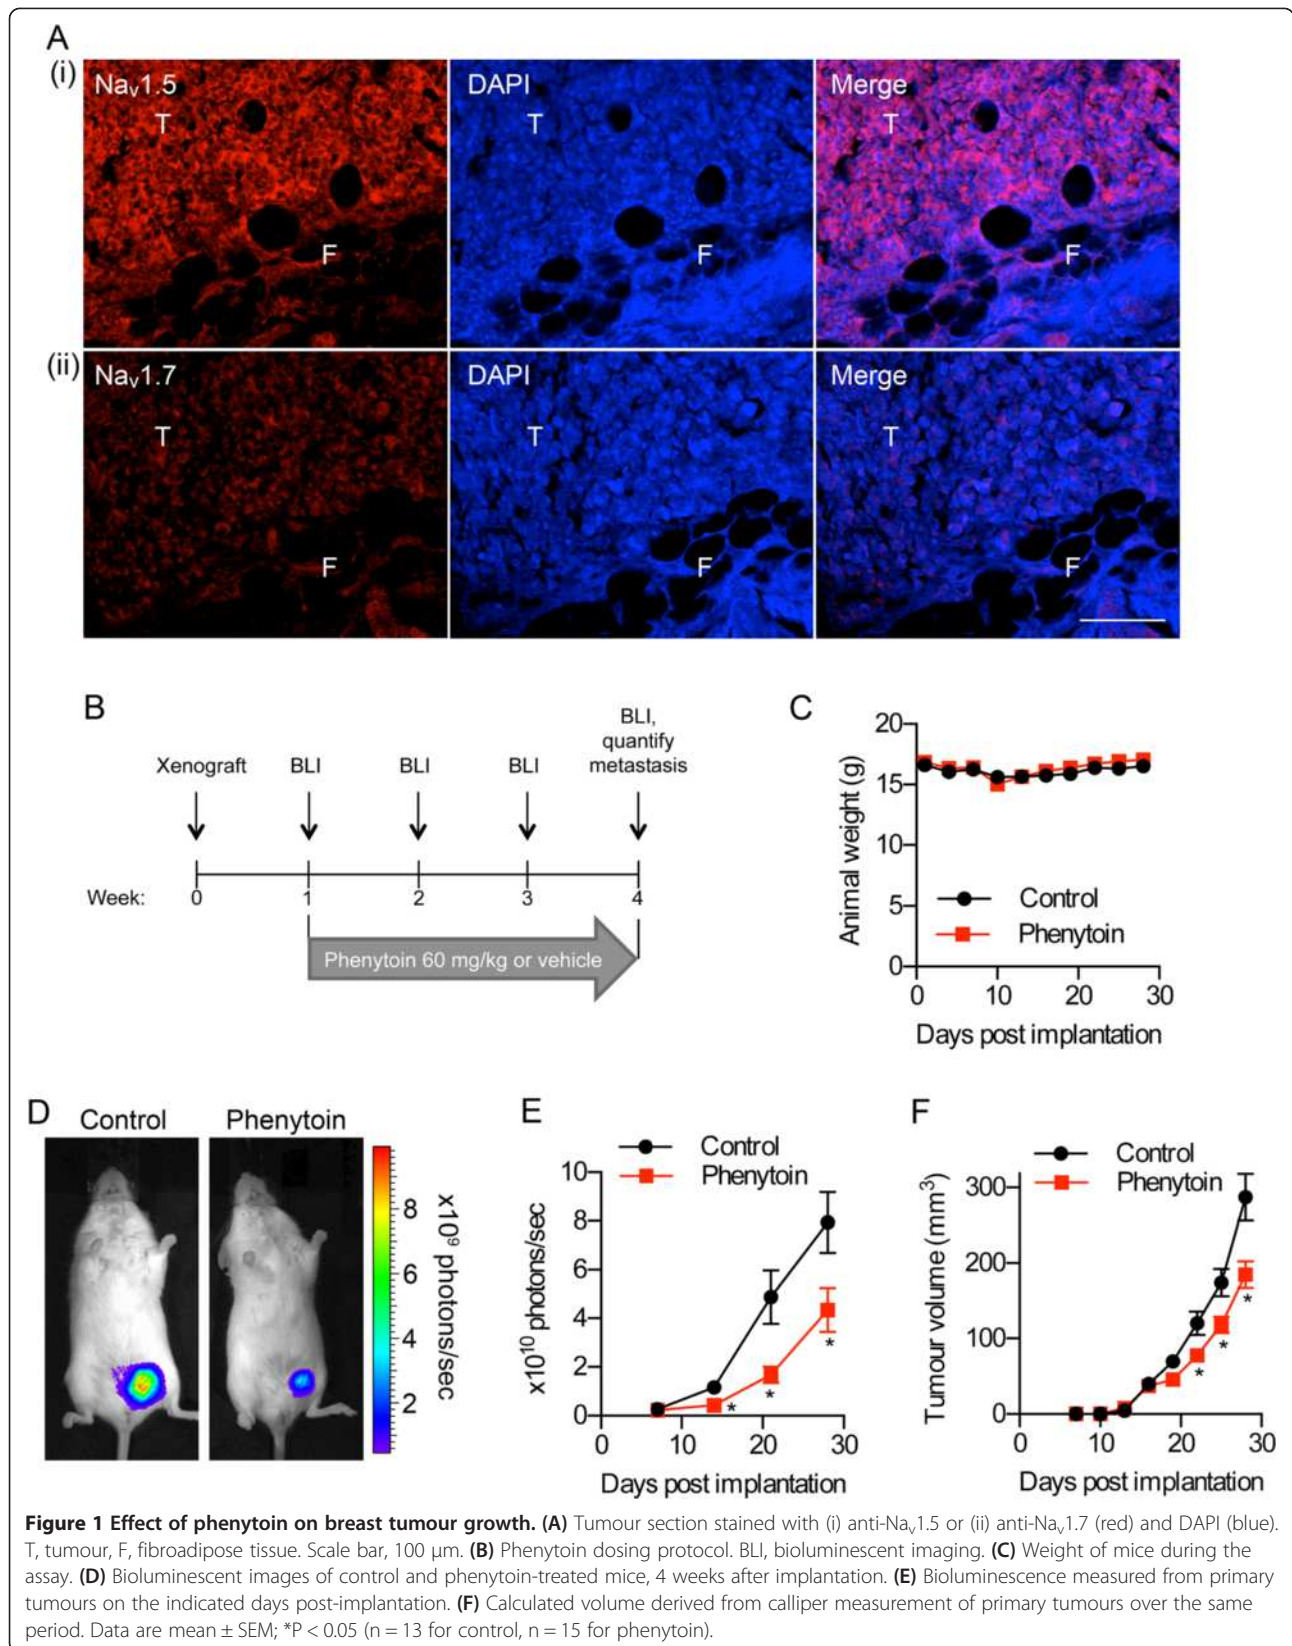 A
(i)
Nav1.5
DAPI
Merge
T
T
T
F
F
F
(ii)
Nav1.7
DAPI
Merge
T
T
T
F
F
F
B
Xenograft
BLI
BLI
BLI
BLI,
quantify
metastasis
Week:
0
1
2
3
4
Phenytoin 60 mg/kg or vehicle
C
Animal weight (g)
20
15
10
5
0
Control
Phenytoin
0
10
20
30
Days post implantation
D
Control
Phenytoin
8
6
4
2
x10⁹ photons/sec
E
Control
Phenytoin
x10¹⁰ photons/sec
10
8
6
4
2
0
*
*
*
0
10
20
30
Days post implantation
F
Control
Phenytoin
Tumour volume (mm³)
300
200
100
0
*
*
*
0
10
20
30
Days post implantation
Figure 1 Effect of phenytoin on breast tumour growth. (A) Tumour section stained with (i) anti-Nav1.5 or (ii) anti-Nav1.7 (red) and DAPI (blue).
T, tumour, F, fibroadipose tissue. Scale bar, 100 μm. (B) Phenytoin dosing protocol. BLI, bioluminescent imaging. (C) Weight of mice during the
assay. (D) Bioluminescent images of control and phenytoin-treated mice, 4 weeks after implantation. (E) Bioluminescence measured from primary
tumours on the indicated days post-implantation. (F) Calculated volume derived from calliper measurement of primary tumours over the same
period. Data are mean ± SEM; *P < 0.05 (n = 13 for control, n = 15 for phenytoin).